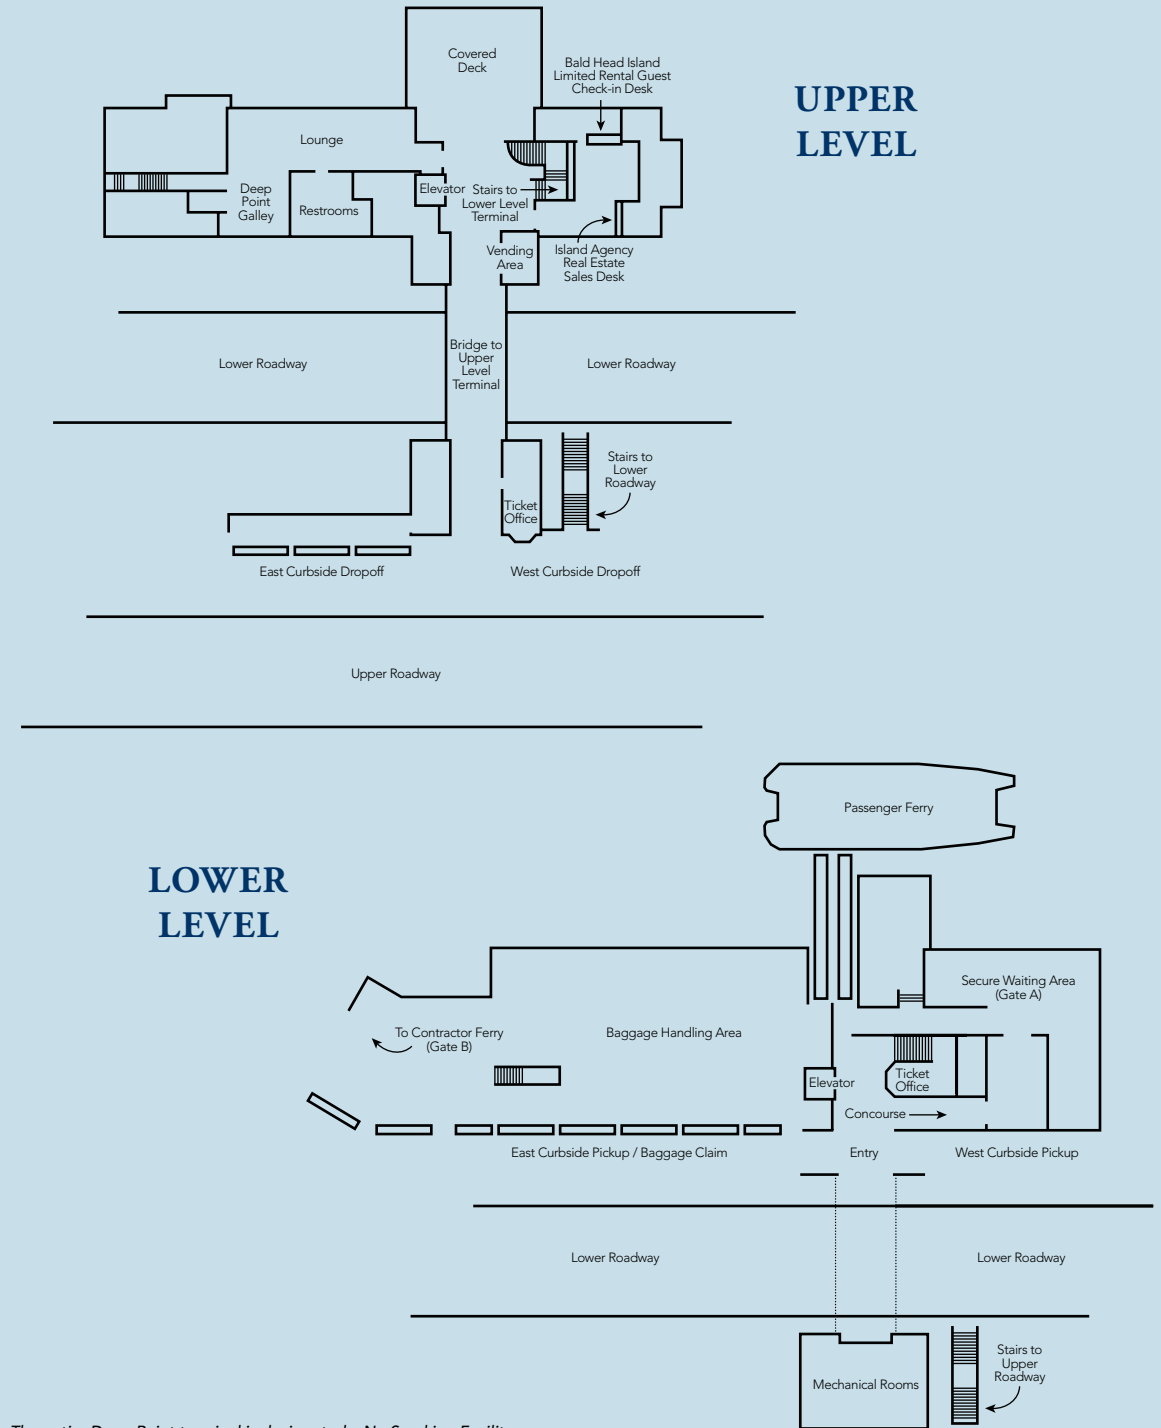 Covered
Deck
Bald Head Island
Limited Rental Guest
Check-in Desk
UPPER
LEVEL
Lounge
Deep
Point
Galley
Restrooms
Elevator
Stairs to
Lower Level
Terminal
Vending
Area
Island Agency
Real Estate
Sales Desk
Lower Roadway
Bridge to
Upper
Level
Terminal
Lower Roadway
Stairs to
Lower
Roadway
Ticket
Office
East Curbside Dropoff
West Curbside Dropoff
Upper Roadway
Passenger Ferry
LOWER
LEVEL
Secure Waiting Area
(Gate A)
To Contractor Ferry
(Gate B)
Baggage Handling Area
Elevator
Ticket
Office
Concourse
East Curbside Pickup / Baggage Claim
Entry
West Curbside Pickup
Lower Roadway
Lower Roadway
Mechanical Rooms
Stairs to
Upper
Roadway